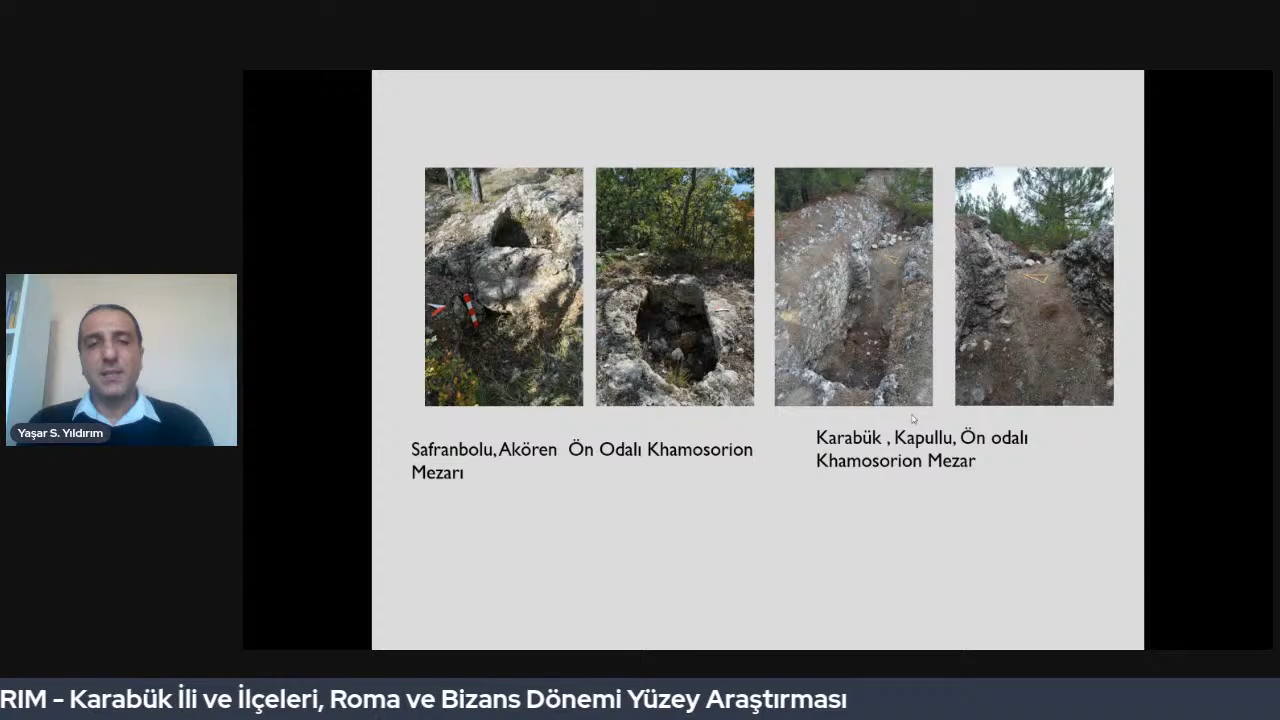 Safranbolu, Akören Ön Odalı Khamosorion
Mezarı
Karabük , Kapullu, Ön odalı
Khamosorion Mezar
Yaşar S. Yıldırım
RIM - Karabük İli ve İlçeleri, Roma ve Bizans Dönemi Yüzey Araştırması